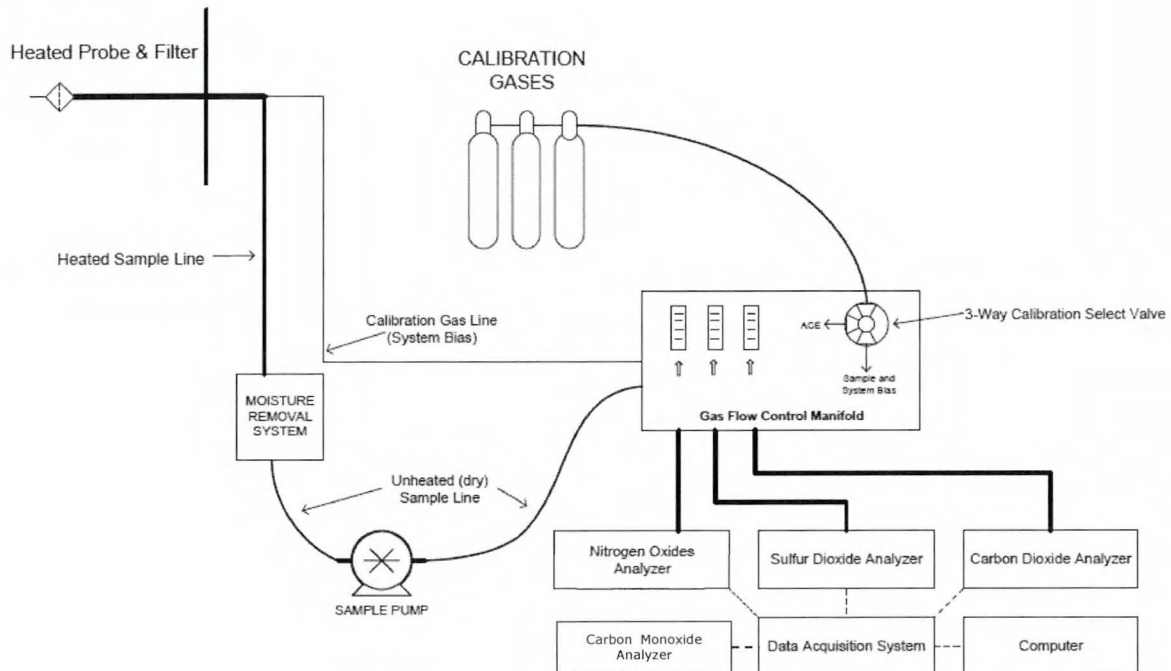 Heated Probe & Filter
CALIBRATION
GASES
Heated Sample Line
Calibration Gas Line
(System Bias)
ACE
3-Way Calibration Select Valve
Sample and
System Bias
Gas Flow Control Manifold
MOISTURE
REMOVAL
SYSTEM
Unheated (dry)
Sample Line
SAMPLE PUMP
Nitrogen Oxides
Analyzer
Sulfur Dioxide Analyzer
Carbon Dioxide Analyzer
Carbon Monoxide
Analyzer
Data Acquisition System
Computer